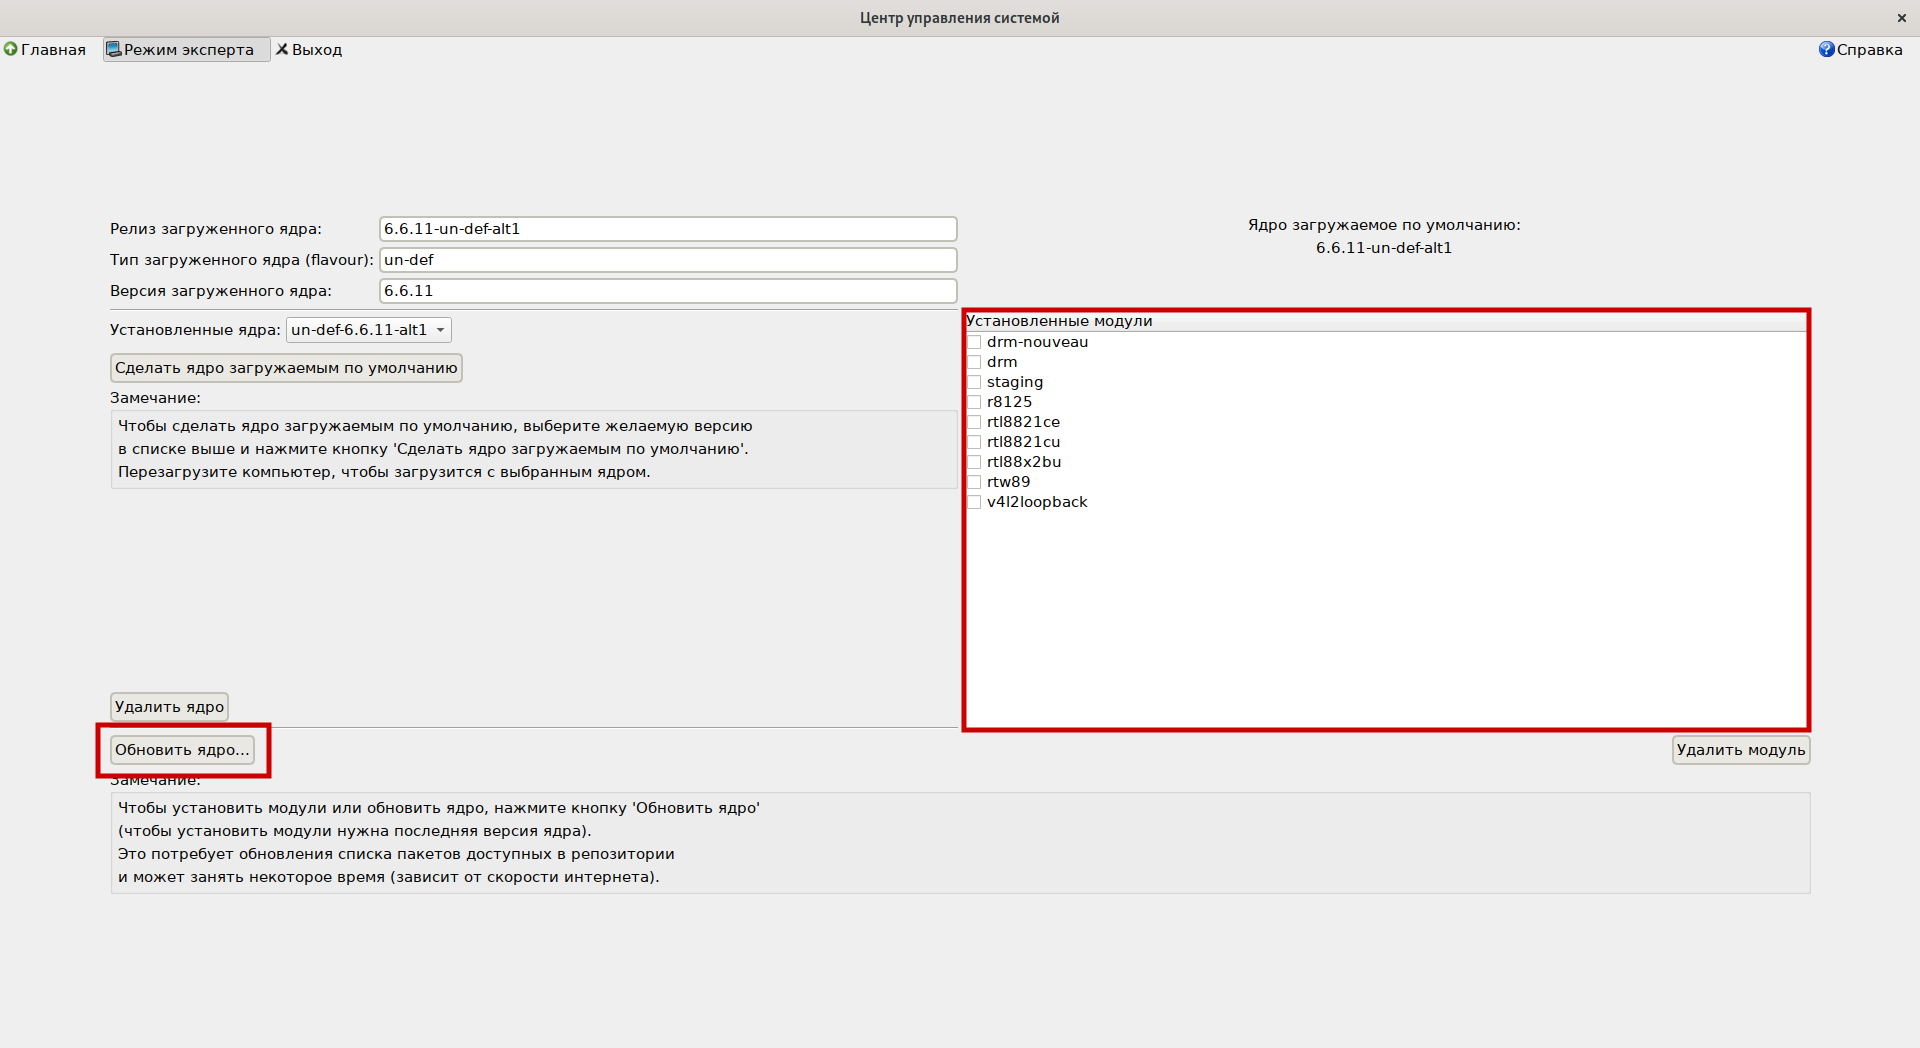 Центр управления системой
Главная
Режим эксперта
Выход
Справка
Релиз загруженного ядра:
6.6.11-un-def-alt1
Тип загруженного ядра (flavour):
un-def
Версия загруженного ядра:
6.6.11
Ядро загружаемое по умолчанию:
6.6.11-un-def-alt1
Установленные ядра:
un-def-6.6.11-alt1
Сделать ядро загружаемым по умолчанию
Замечание:
Чтобы сделать ядро загружаемым по умолчанию, выберите желаемую версию
в списке выше и нажмите кнопку 'Сделать ядро загружаемым по умолчанию'.
Перезагрузите компьютер, чтобы загрузится с выбранным ядром.
Установленные модули
drm-nouveau
drm
staging
r8125
rtl8821ce
rtl8821cu
rtl88x2bu
rtw89
v4l2loopback
Удалить ядро
Обновить ядро...
Удалить модуль
Замечание:
Чтобы установить модули или обновить ядро, нажмите кнопку 'Обновить ядро'
(чтобы установить модули нужна последняя версия ядра).
Это потребует обновления списка пакетов доступных в репозитории
и может занять некоторое время (зависит от скорости интернета).